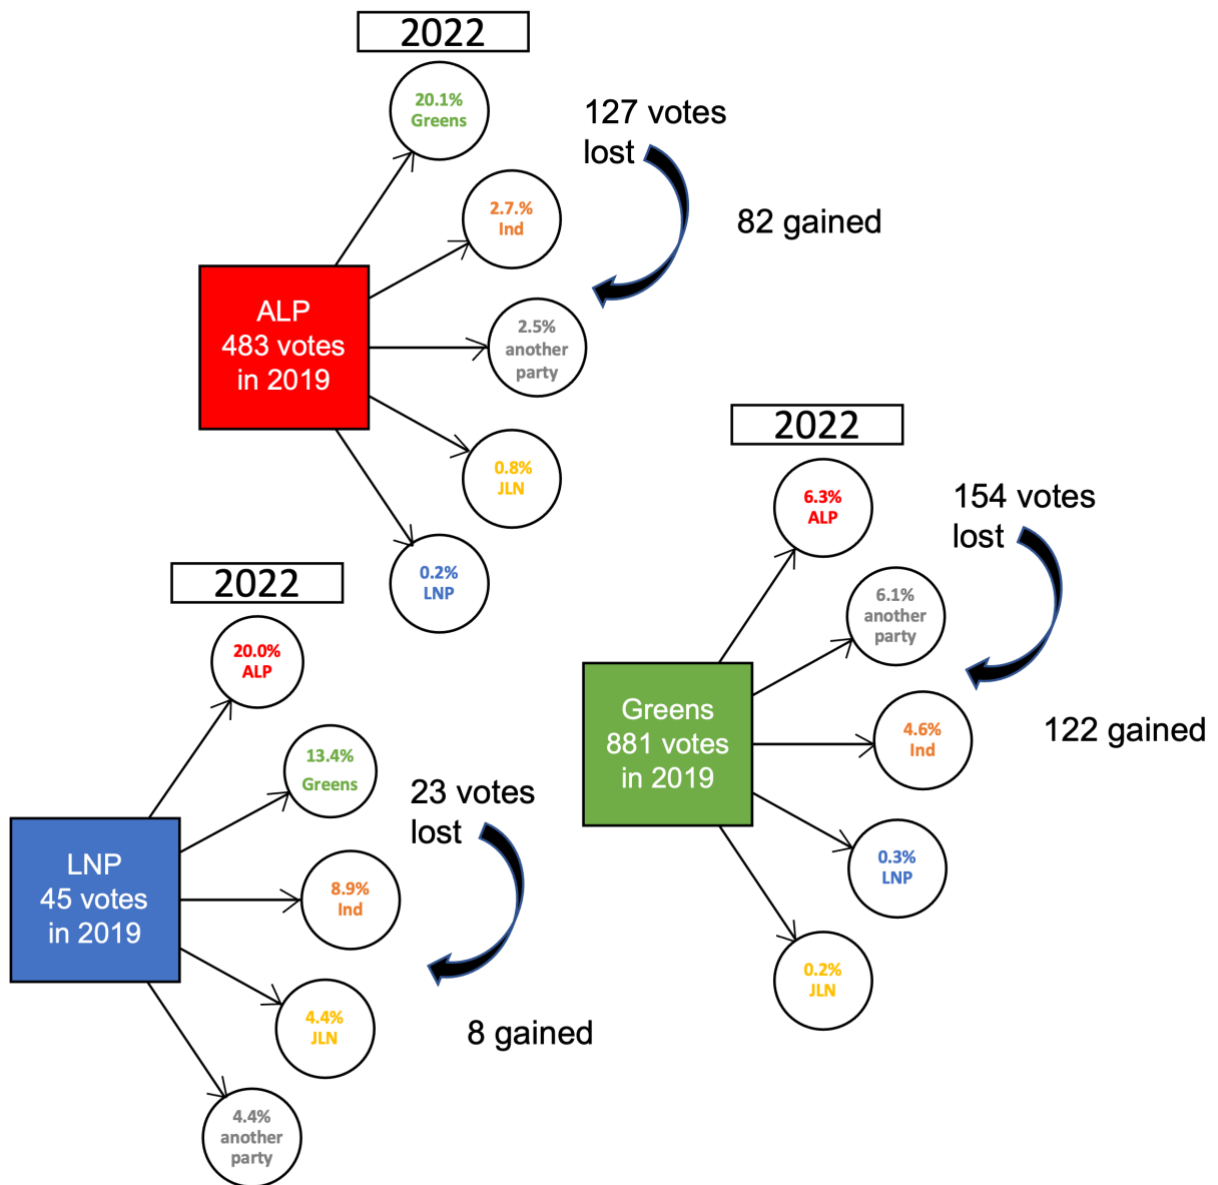 2022
20.1%
Greens
127 votes
lost
2.7.%
Ind
82 gained
ALP
483 votes
in 2019
2.5%
another
party
0.8%
JLN
0.2%
LNP
2022
6.3%
ALP
154 votes
lost
6.1%
another
party
Greens
881 votes
in 2019
4.6%
Ind
122 gained
0.3%
LNP
0.2%
JLN
2022
20.0%
ALP
13.4%
Greens
23 votes
lost
LNP
45 votes
in 2019
8.9%
Ind
4.4%
JLN
8 gained
4.4%
another
party